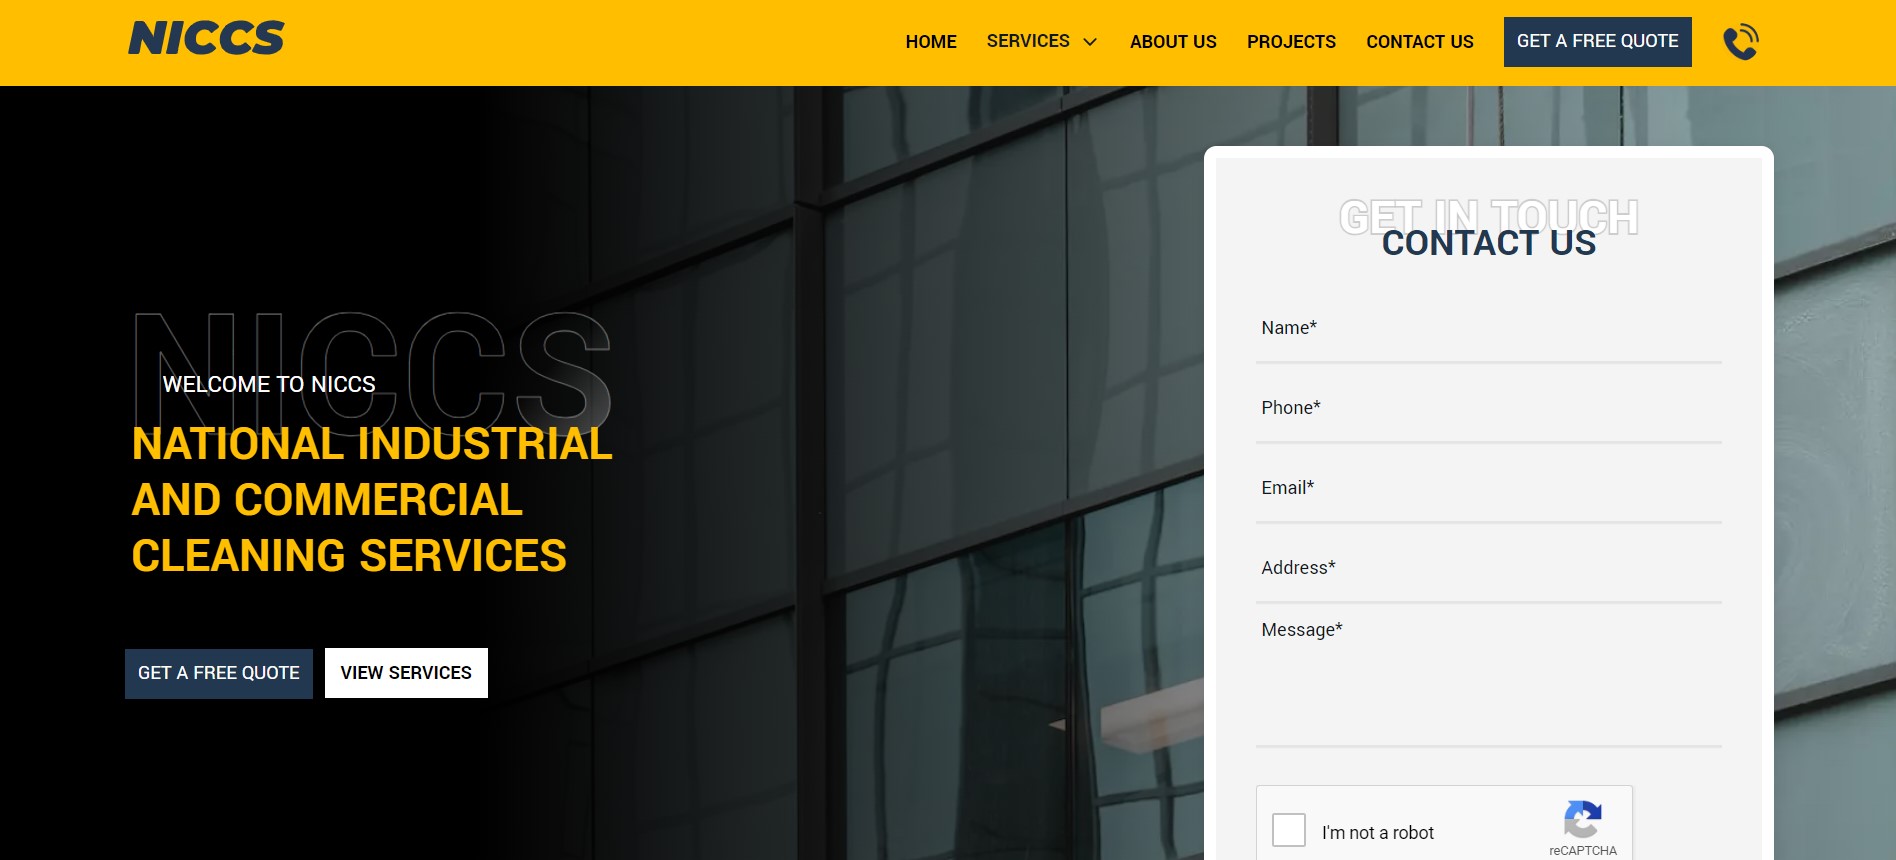 NICCS
HOME
SERVICES
ABOUT US
PROJECTS
CONTACT US
GET A FREE QUOTE
NICCS
WELCOME TO NICCS
NATIONAL INDUSTRIAL
AND COMMERCIAL
CLEANING SERVICES
GET A FREE QUOTE
VIEW SERVICES
GET IN TOUCH
CONTACT US
Name*
Phone*
Email*
Address*
Message*
I'm not a robot
reCAPTCHA